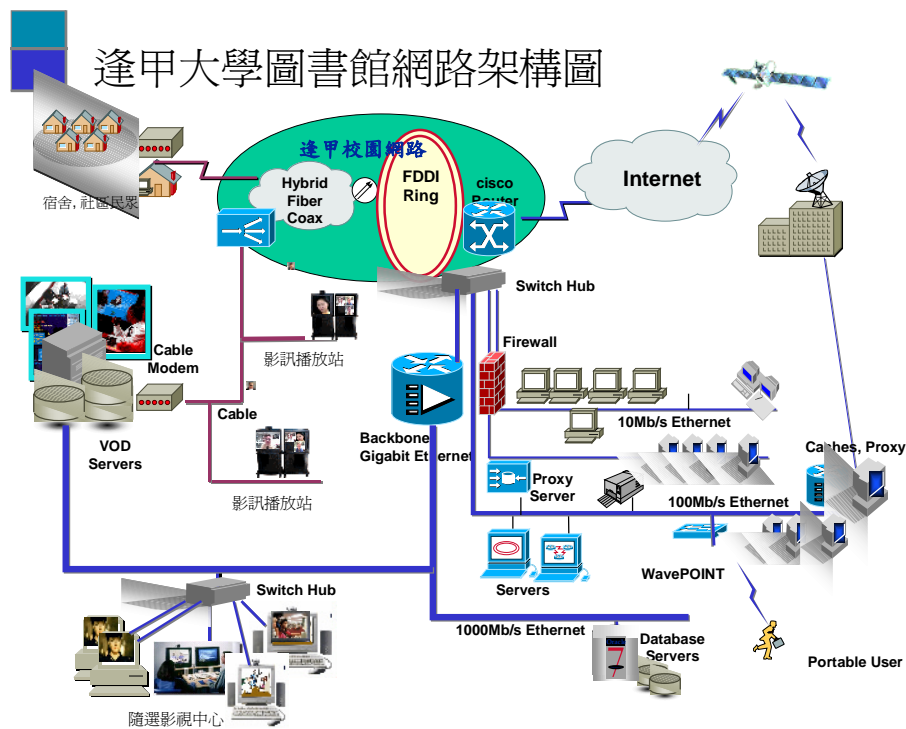 逢甲大學圖書館網路架構圖
逢甲校園網路
Hybrid
Fiber
Coax
FDDI
Ring
cisco
Router
Internet
宿舍,社區民眾
Switch Hub
Firewall
影訊播放站
Cable
Modem
Cable
10Mb/s Ethernet
Backbone
Gigabit Ethernet
VOD
Servers
Caches, Proxy
Proxy
Server
100Mb/s Ethernet
影訊播放站
WavePOINT
Servers
Switch Hub
1000Mb/s Ethernet
Database
Servers
Portable User
隨選影視中心